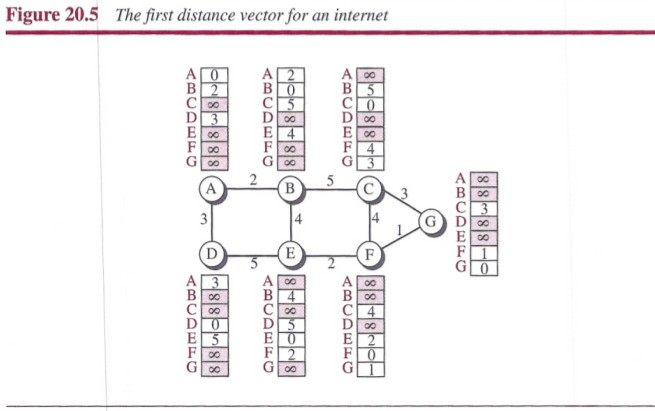 Figure 20.5 The first distance vector for an internet
A 0
B 2
C ∞
D 3
E ∞
F ∞
G ∞
A 2
B 0
C 5
D ∞
E 4
F ∞
G ∞
A ∞
B 5
C 0
D ∞
E ∞
F 4
G 3
A ∞
B ∞
C 3
D ∞
E ∞
F 1
G 0
A 2 B 5 C 3
3 4 4 1 G
D 5 E 2 F
A 3
B ∞
C ∞
D 0
E 5
F ∞
G ∞
A ∞
B 4
C ∞
D 5
E 0
F 2
G ∞
A ∞
B ∞
C 4
D ∞
E 2
F 0
G 1